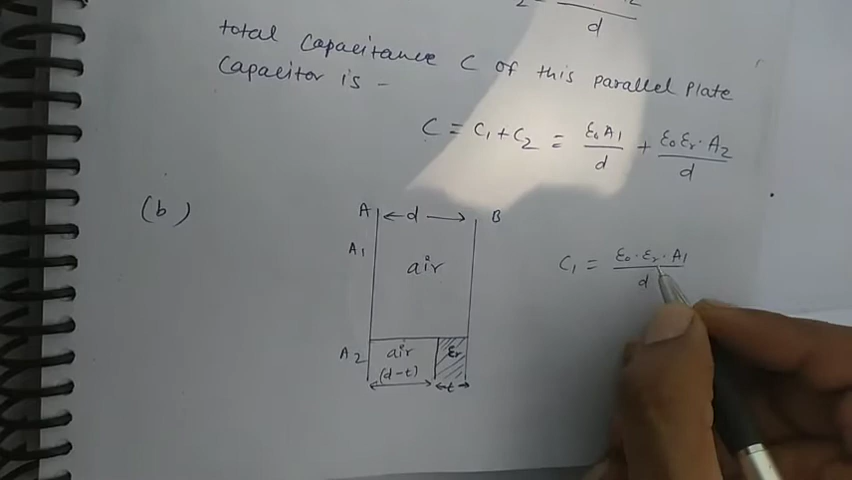 d
total capacitance C of this parallel plate
Capacitor is -
C = C₁ + C₂ = ε₀A₁/d + ε₀εᵣ·A₂/d
(b)
A ←d→ B
A₁
air
C₁ = ε₀·εᵣ·A₁/d
A₂ air εᵣ
(d-t)
←t→